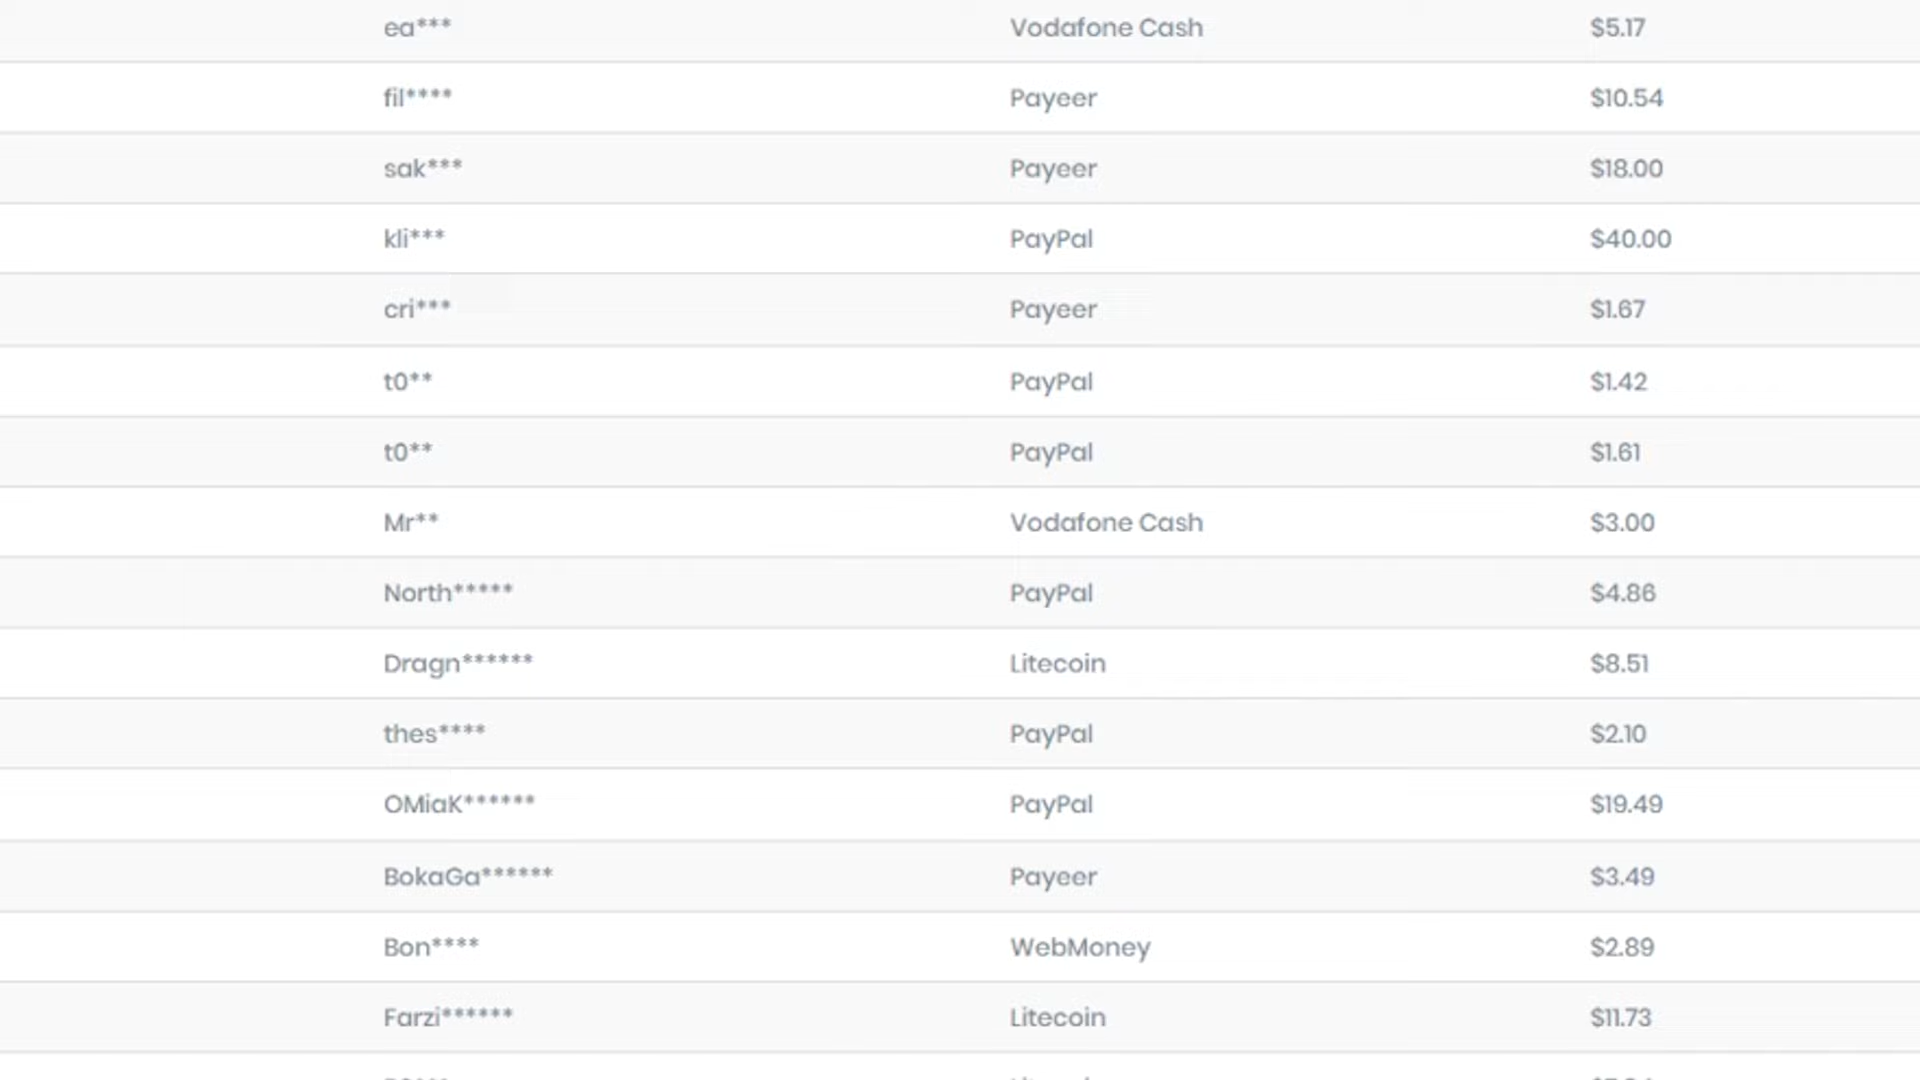 ea*** Vodafone Cash $5.17
fil**** Payeer $10.54
sak*** Payeer $18.00
kli*** PayPal $40.00
cri*** Payeer $1.67
t0** PayPal $1.42
t0** PayPal $1.61
Mr** Vodafone Cash $3.00
North***** PayPal $4.86
Dragn****** Litecoin $8.51
thes**** PayPal $2.10
OMiaK****** PayPal $19.49
BokaGa****** Payeer $3.49
Bon**** WebMoney $2.89
Farzi****** Litecoin $11.73